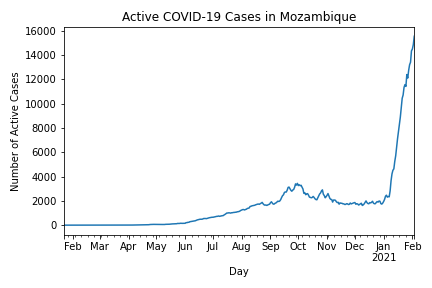 Active COVID-19 Cases in Mozambique
Number of Active Cases
16000
14000
12000
10000
8000
6000
4000
2000
0
Feb Mar Apr May Jun Jul Aug Sep Oct Nov Dec Jan Feb
2021
Day